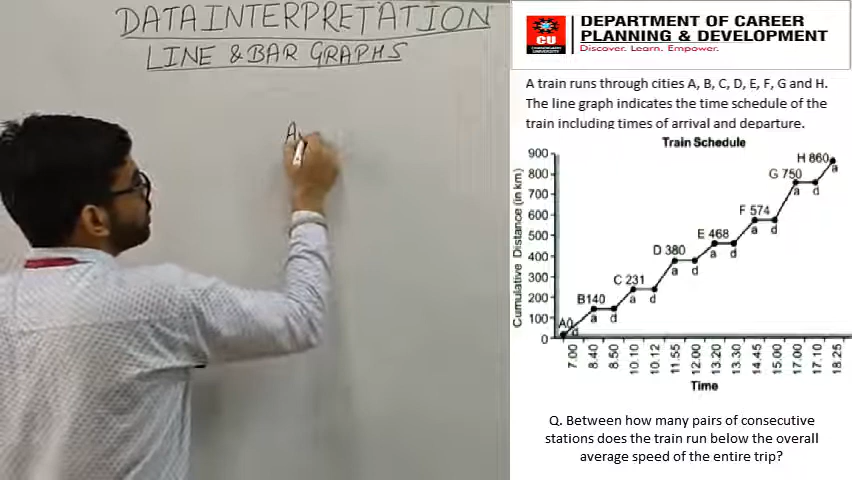 DATA INTERPRETATION
LINE & BAR GRAPHS
A
CU
DEPARTMENT OF CAREER
PLANNING & DEVELOPMENT
Discover. Learn. Empower.
A train runs through cities A, B, C, D, E, F, G and H.
The line graph indicates the time schedule of the
train including times of arrival and departure.
Train Schedule
Cumulative Distance (in km)
900
800
700
600
500
400
300
200
100
0
A0
d
B140
a
d
C 231
a
d
D 380
a
d
E 468
a
d
F 574
a
d
G 750
a
d
H 860
a
7.00
8.40
8.50
10.10
10.12
11.55
12.00
13.20
13.30
14.45
15.00
17.00
17.10
18.25
Time
Q. Between how many pairs of consecutive
stations does the train run below the overall
average speed of the entire trip?